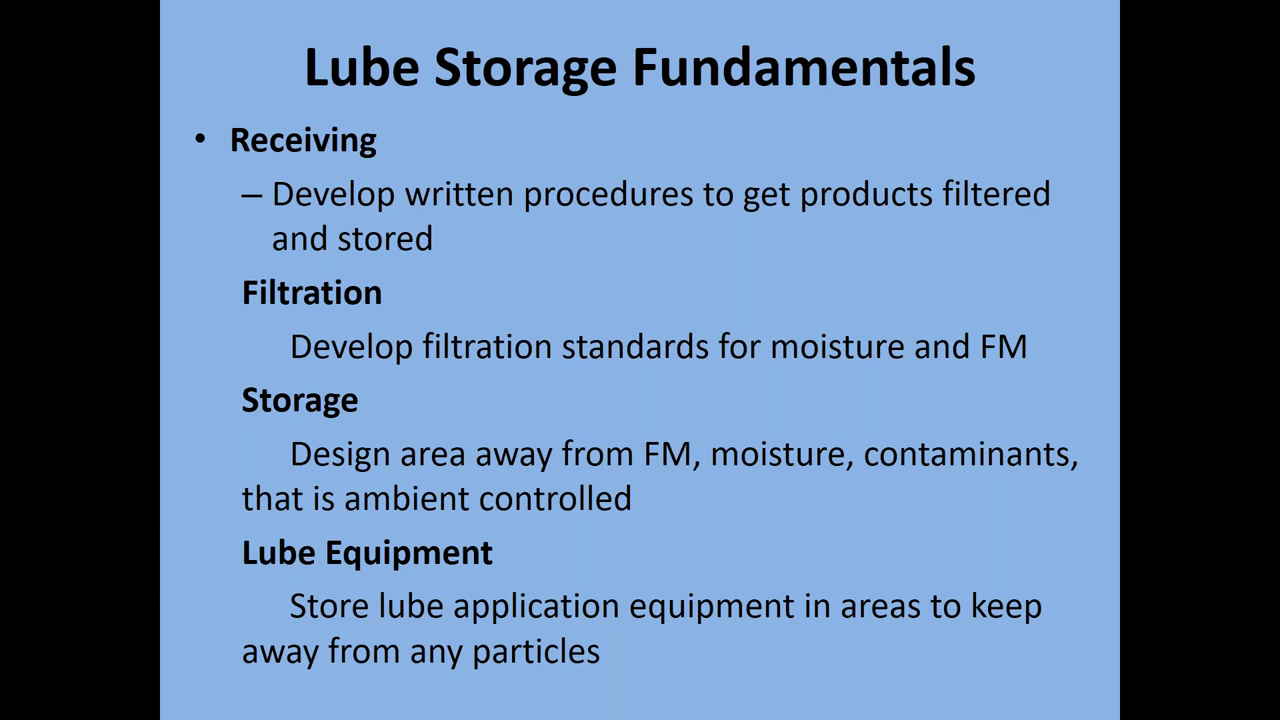 Lube Storage Fundamentals
• Receiving
– Develop written procedures to get products filtered
and stored
Filtration
Develop filtration standards for moisture and FM
Storage
Design area away from FM, moisture, contaminants,
that is ambient controlled
Lube Equipment
Store lube application equipment in areas to keep
away from any particles